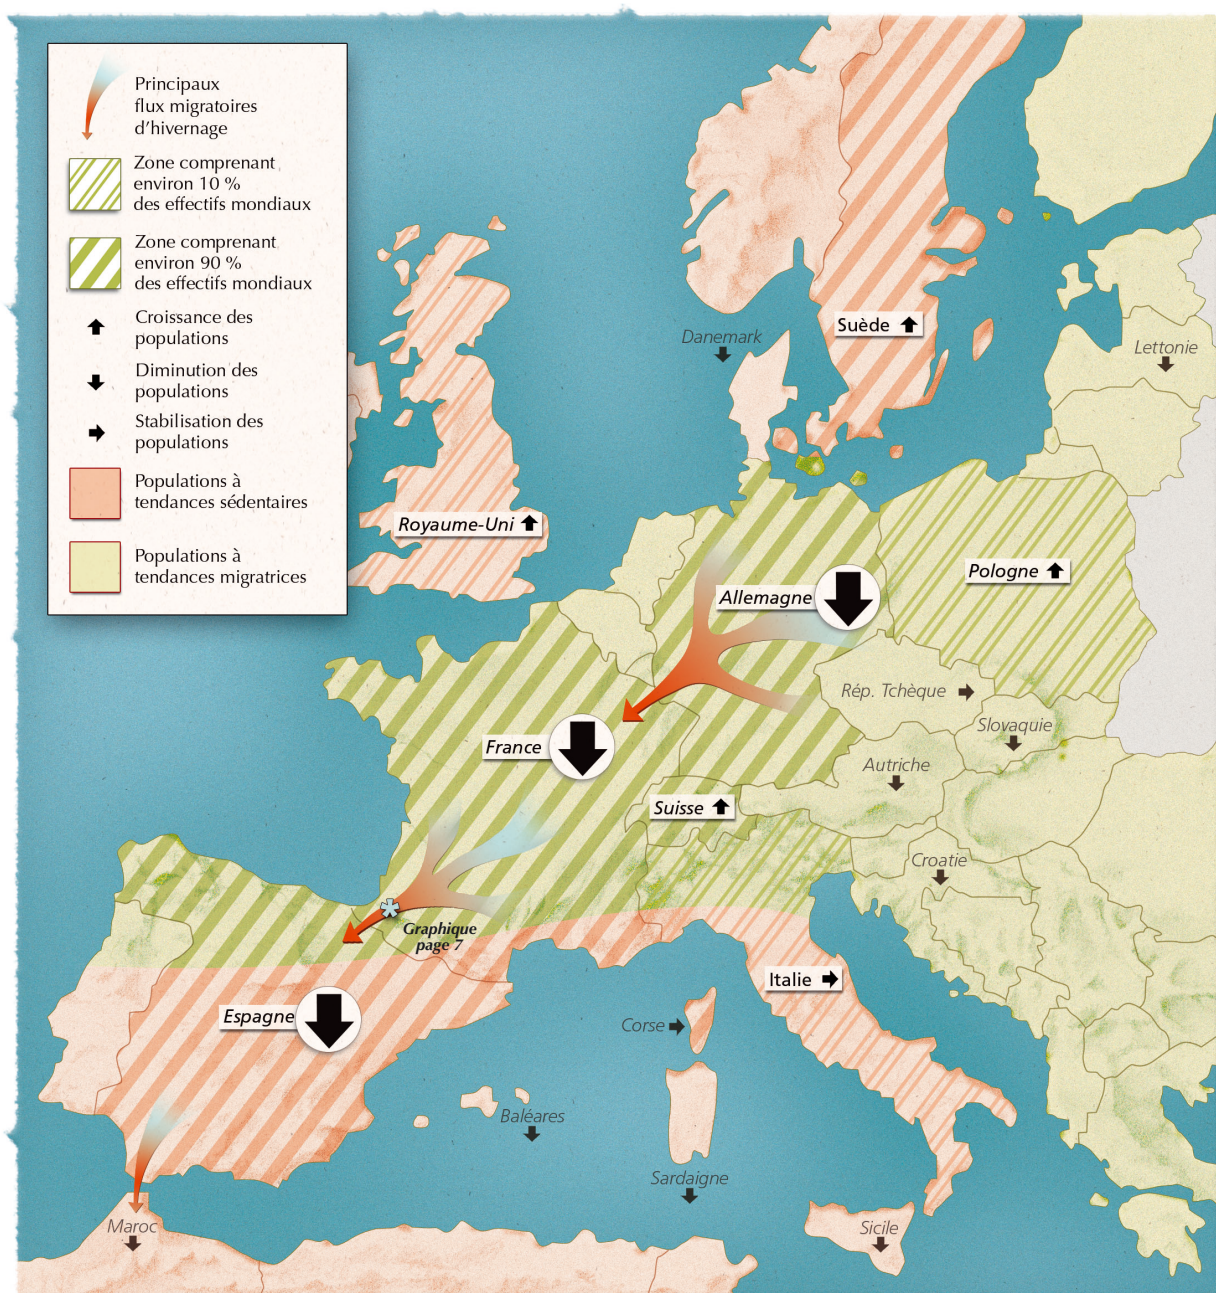 Principaux
flux migratoires
d’hivernage
Zone comprenant
environ 10 %
des effectifs mondiaux
Zone comprenant
environ 90 %
des effectifs mondiaux
Croissance des
populations
Diminution des
populations
Stabilisation des
populations
Populations à
tendances sédentaires
Populations à
tendances migratrices
Suède
Danemark
Lettonie
Royaume-Uni
Pologne
Allemagne
Rép. Tchèque
Slovaquie
France
Autriche
Suisse
Croatie
Graphique
page 7
Italie
Espagne
Corse
Baléares
Sardaigne
Maroc
Sicile